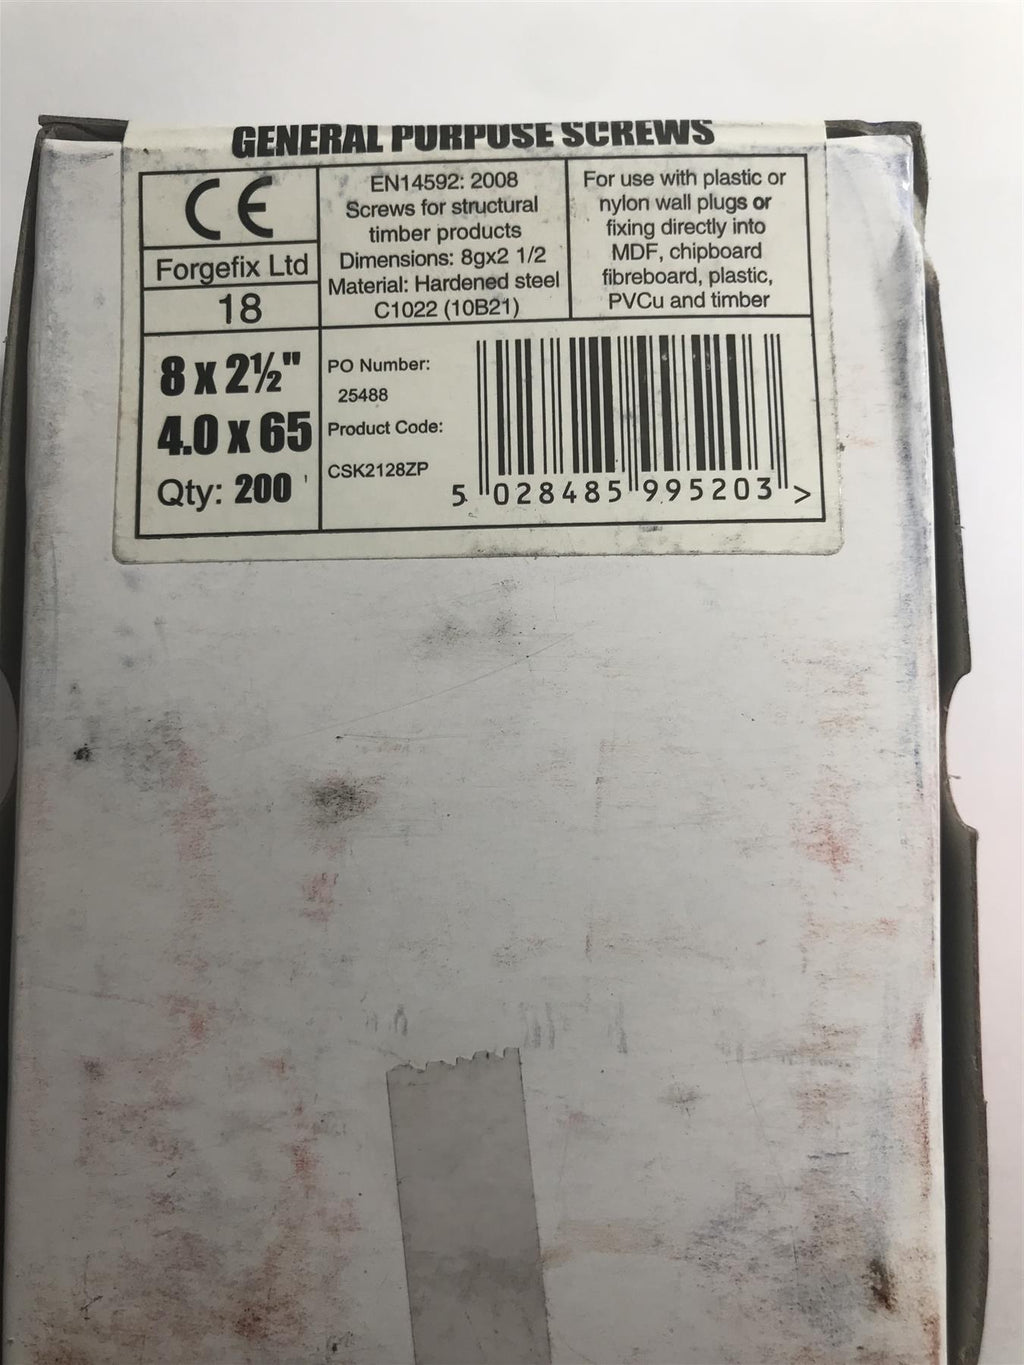 GENERAL PURPOSE SCREWS
CE
Forgefix Ltd
18
EN14592: 2008
Screws for structural
timber products
Dimensions: 8gx2 1/2
Material: Hardened steel
C1022 (10B21)
For use with plastic or
nylon wall plugs or
fixing directly into
MDF, chipboard
fibreboard, plastic,
PVCu and timber
8 x 2½"
4.0 x 65
Qty: 200
PO Number:
25488
Product Code:
CSK2128ZP
5 028485 995203 >